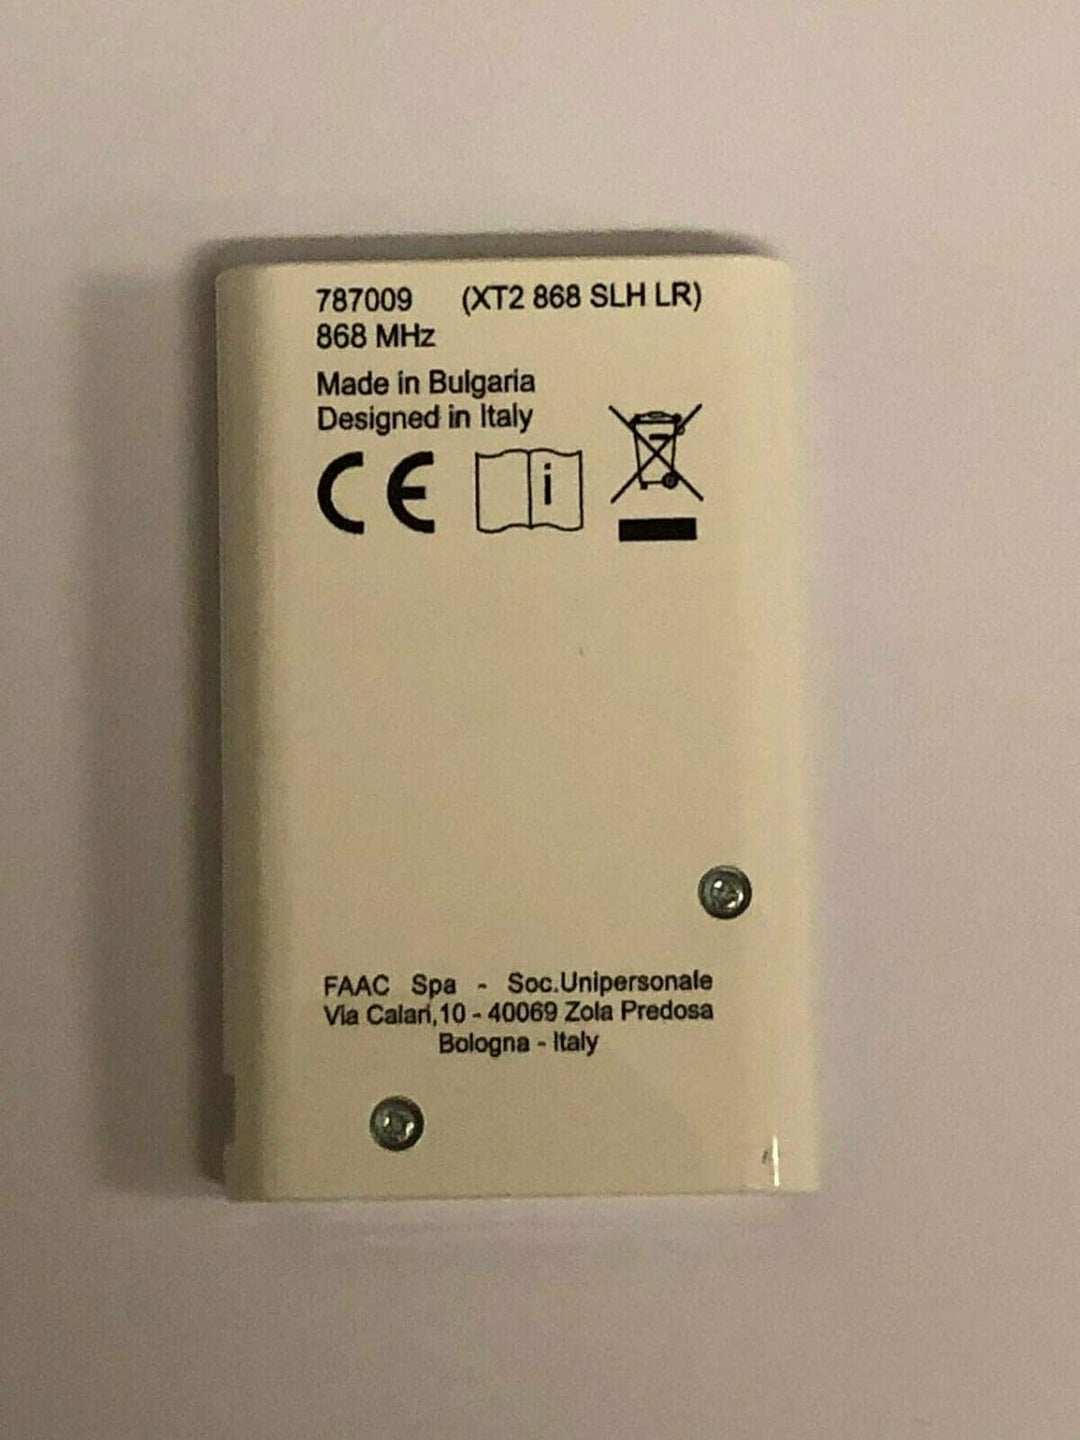 787009 (XT2 868 SLH LR)
868 MHz
Made in Bulgaria
Designed in Italy
CE
i
FAAC Spa - Soc.Unipersonale
Via Calari,10 - 40069 Zola Predosa
Bologna - Italy